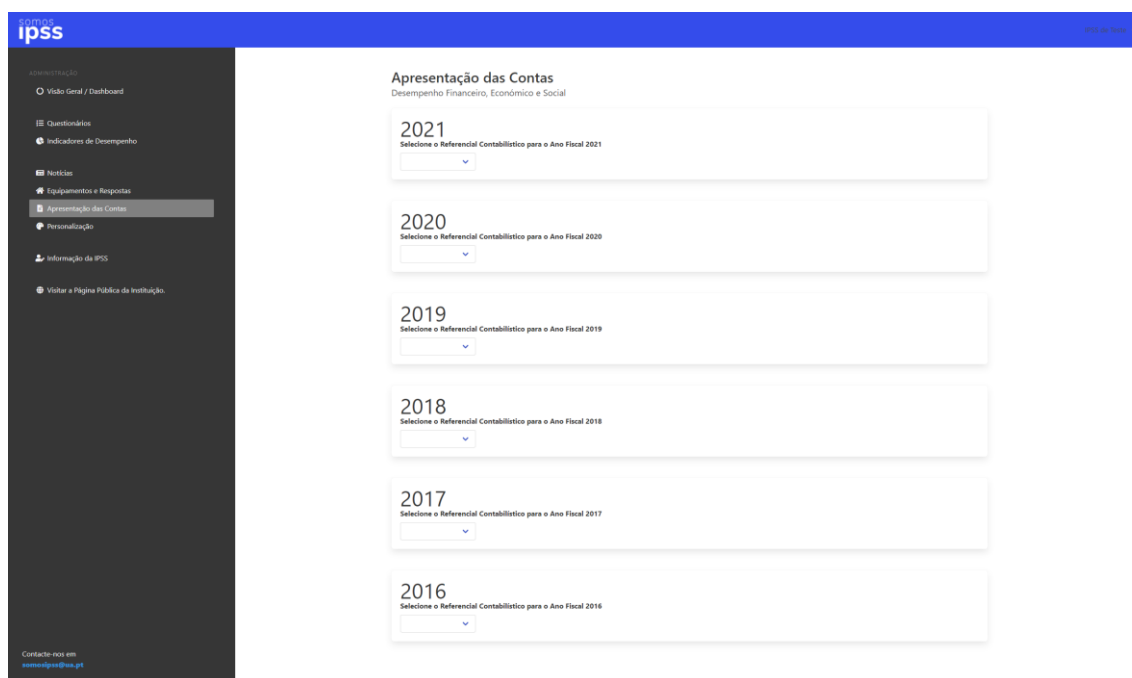 somos
ipss
ADMINISTRAÇÃO
Visão Geral / Dashboard
Questionários
Indicadores de Desempenho
Notícias
Equipamentos e Respostas
Apresentação das Contas
Personalização
Informação da IPSS
Visitar a Página Pública da Instituição.
Contacte-nos em
somosipss@ua.pt
Apresentação das Contas
Desempenho Financeiro, Económico e Social
2021
Selecione o Referencial Contabilístico para o Ano Fiscal 2021
2020
Selecione o Referencial Contabilístico para o Ano Fiscal 2020
2019
Selecione o Referencial Contabilístico para o Ano Fiscal 2019
2018
Selecione o Referencial Contabilístico para o Ano Fiscal 2018
2017
Selecione o Referencial Contabilístico para o Ano Fiscal 2017
2016
Selecione o Referencial Contabilístico para o Ano Fiscal 2016